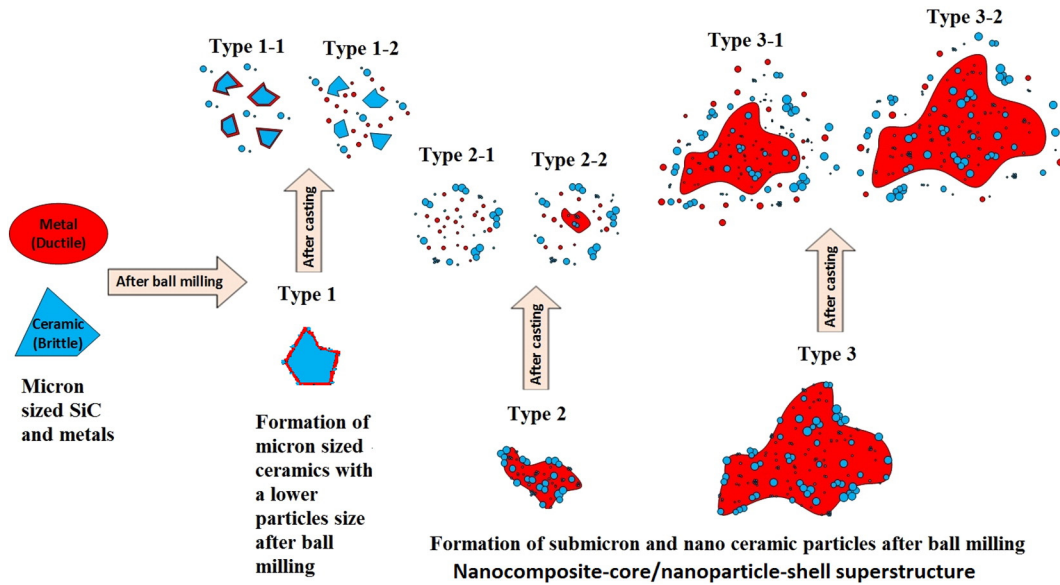 Type 1-1
Type 1-2
Type 3-1
Type 3-2
Type 2-1
Type 2-2
Metal
(Ductile)
Ceramic
(Brittle)
Micron
sized SiC
and metals
After ball milling
After casting
Type 1
Formation of
micron sized
ceramics with
a lower
particles size
after ball
milling
After casting
Type 2
After casting
Type 3
Formation of submicron and nano ceramic particles after ball milling
Nanocomposite-core/nanoparticle-shell superstructure